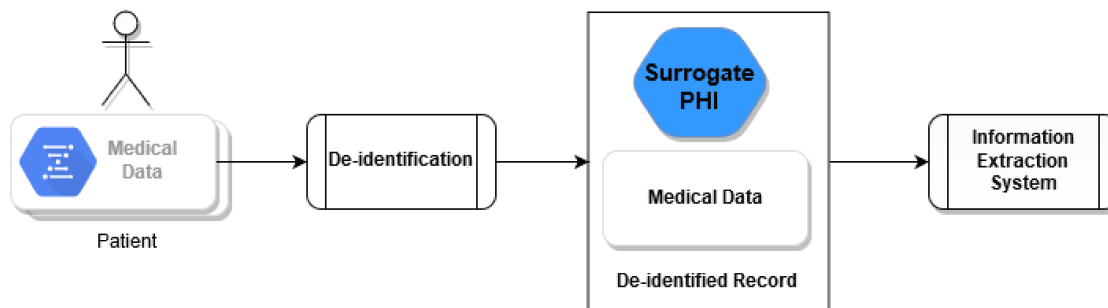 Medical
Data
Patient
De-identification
Surrogate
PHI
Medical Data
De-identified Record
Information
Extraction
System